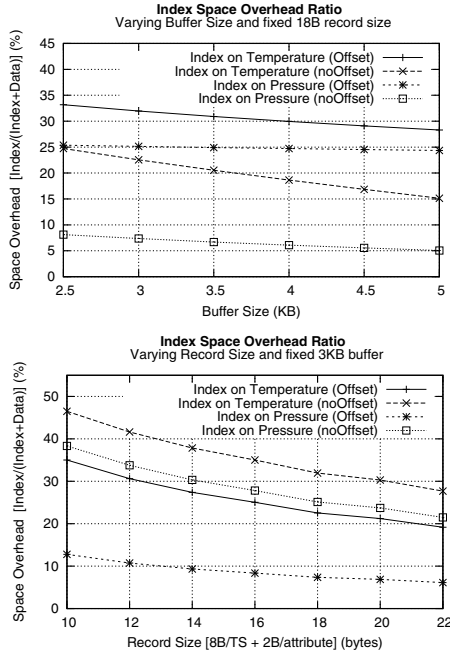 Index Space Overhead Ratio
Varying Buffer Size and fixed 18B record size
Space Overhead [Index/(Index+Data)] (%)
45
40
35
30
25
20
15
10
5
0
Index on Temperature (Offset)
Index on Temperature (noOffset)
Index on Pressure (Offset)
Index on Pressure (noOffset)
2.5 3 3.5 4 4.5 5
Buffer Size (KB)
Index Space Overhead Ratio
Varying Record Size and fixed 3KB buffer
Space Overhead [Index/(Index+Data)] (%)
50
40
30
20
10
0
Index on Temperature (Offset)
Index on Temperature (noOffset)
Index on Pressure (Offset)
Index on Pressure (noOffset)
10 12 14 16 18 20 22
Record Size [8B/TS + 2B/attribute] (bytes)